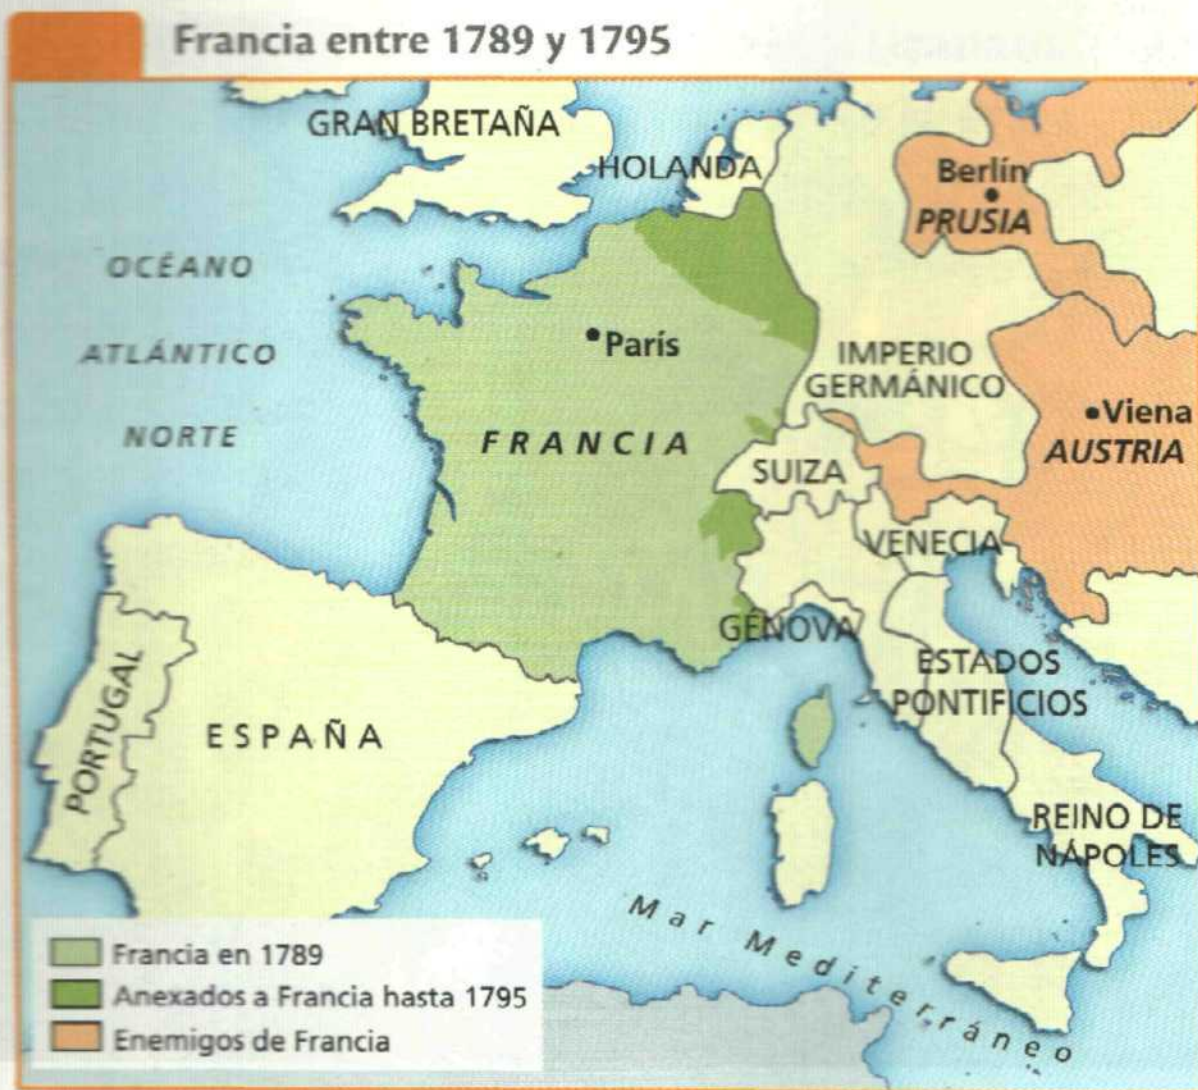 Francia entre 1789 y 1795
GRAN BRETAÑA
HOLANDA
Berlín
PRUSIA
OCÉANO
ATLÁNTICO
NORTE
París
IMPERIO
GERMÁNICO
FRANCIA
Viena
AUSTRIA
SUIZA
VENECIA
GÉNOVA
ESTADOS
PONTIFICIOS
PORTUGAL
ESPAÑA
REINO DE
NÁPOLES
Mar Mediterráneo
Francia en 1789
Anexados a Francia hasta 1795
Enemigos de Francia